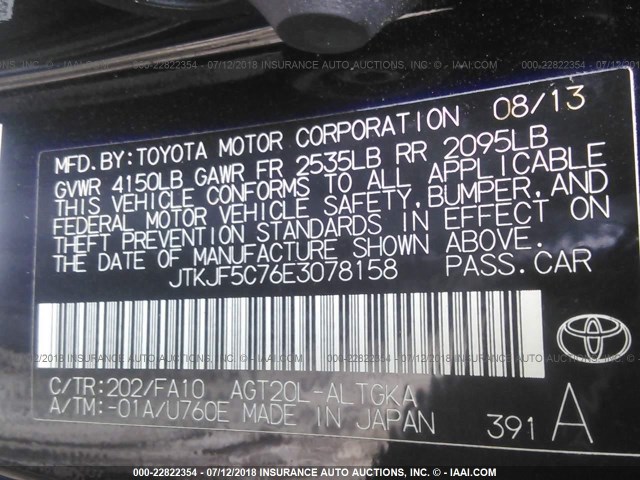 000-22822354 - 07/12/2018 - INSURANCE AUTO AUCTIONS, INC. - IAAI.COM
MFD.BY:TOYOTA MOTOR CORPORATION 08/13
GVWR 4150LB GAWR FR 2535LB RR 2095LB
THIS VEHICLE CONFORMS TO ALL APPLICABLE
FEDERAL MOTOR VEHICLE SAFETY,BUMPER,AND
THEFT PREVENTION STANDARDS IN EFFECT ON
THE DATE OF MANUFACTURE SHOWN ABOVE.
JTKJF5C76E3078158 PASS.CAR
C/TR:202/FA10 AGT20L-ALTGKA
A/TM:-01A/U760E MADE IN JAPAN 391 A
000-22822354 - 07/12/2018 - INSURANCE AUTO AUCTIONS, INC. - IAAI.COM